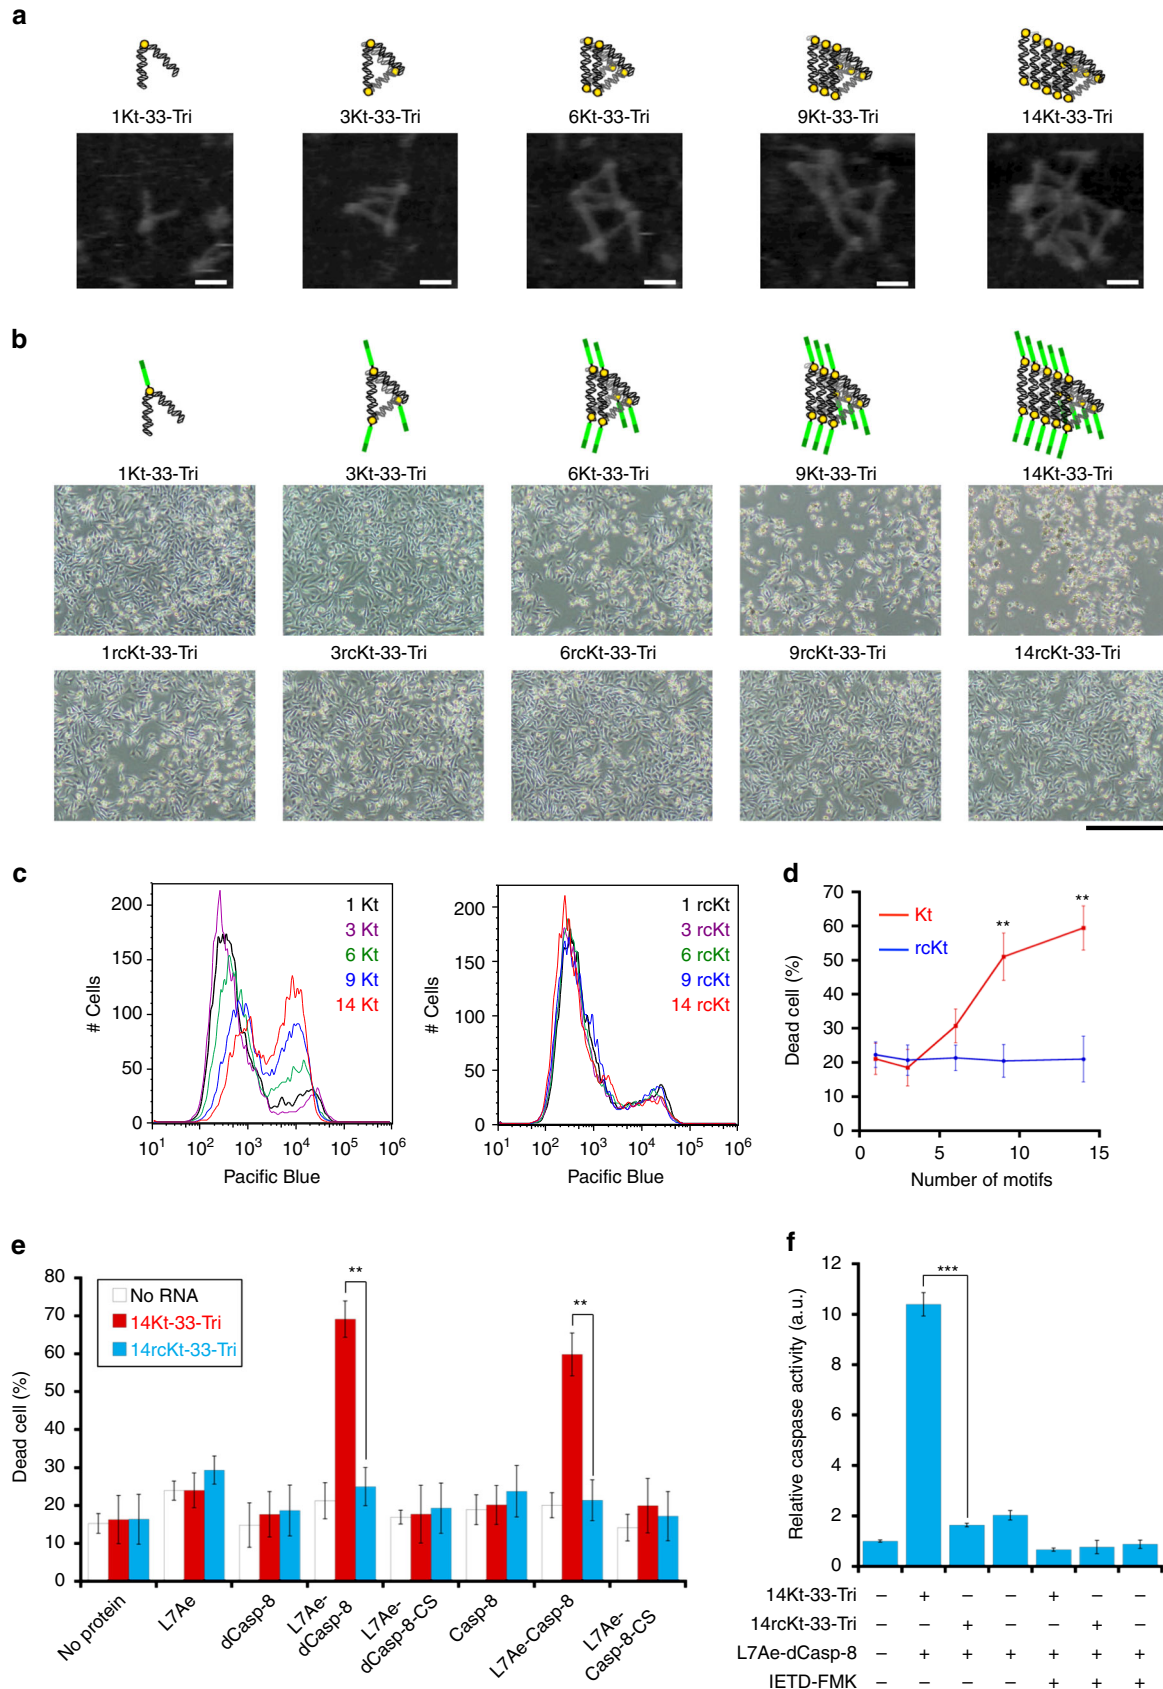 a
1Kt-33-Tri 3Kt-33-Tri 6Kt-33-Tri 9Kt-33-Tri 14Kt-33-Tri
b
1Kt-33-Tri 3Kt-33-Tri 6Kt-33-Tri 9Kt-33-Tri 14Kt-33-Tri
1rcKt-33-Tri 3rcKt-33-Tri 6rcKt-33-Tri 9rcKt-33-Tri 14rcKt-33-Tri
c
# Cells
200
150
100
50
0
1 Kt
3 Kt
6 Kt
9 Kt
14 Kt
10¹ 10² 10³ 10⁴ 10⁵ 10⁶
Pacific Blue
# Cells
200
150
100
50
0
1 rcKt
3 rcKt
6 rcKt
9 rcKt
14 rcKt
10¹ 10² 10³ 10⁴ 10⁵ 10⁶
Pacific Blue
d
Dead cell (%)
70
60
50
40
30
20
10
0
Kt
rcKt
**
**
0 5 10 15
Number of motifs
e
Dead cell (%)
80
70
60
50
40
30
20
10
0
No RNA
14Kt-33-Tri
14rcKt-33-Tri
**
**
No protein
L7Ae
dCasp-8
L7Ae-
dCasp-8
L7Ae-
dCasp-8-CS
Casp-8
L7Ae-Casp-8
L7Ae-
Casp-8-CS
f
Relative caspase activity (a.u.)
12
10
8
6
4
2
0
***
14Kt-33-Tri – + – – + – –
14rcKt-33-Tri – – + – – + –
L7Ae-dCasp-8 – + + + + + +
IETD-FMK – – – – + + +